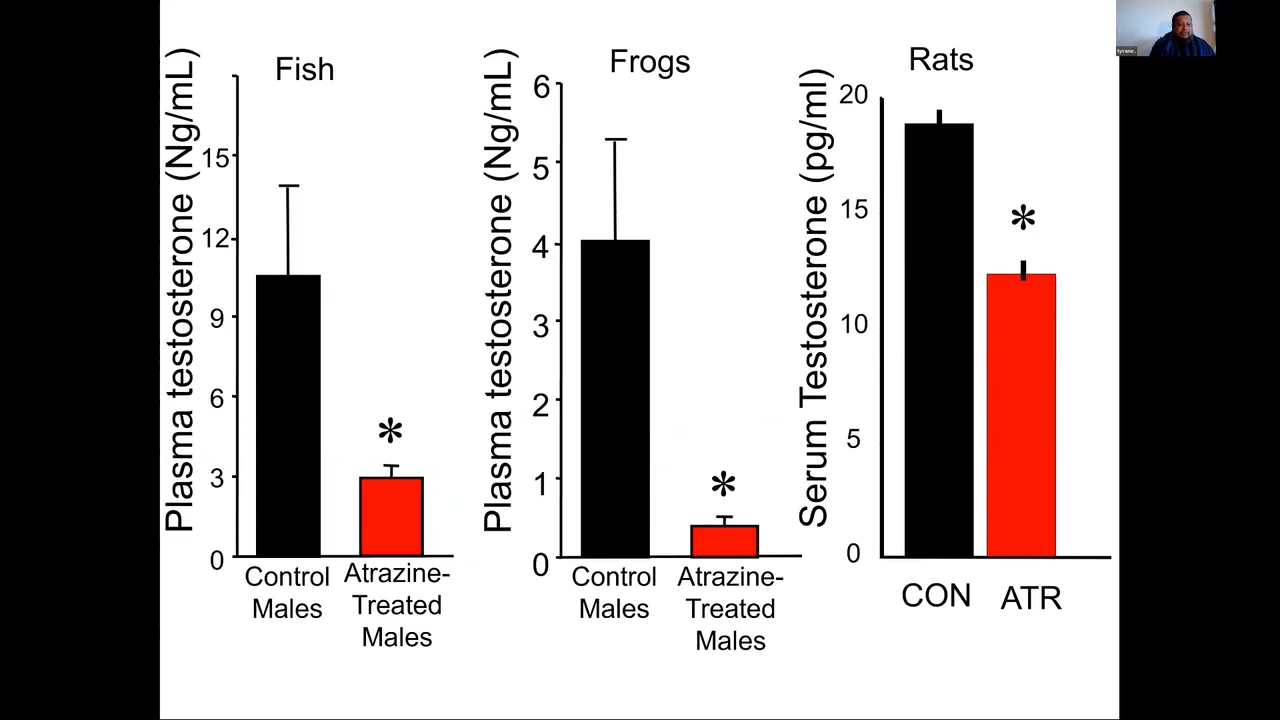 Fish
Plasma testosterone (Ng/mL)
15
12
9
6
3
0
*
Control
Males
Atrazine-
Treated
Males
Frogs
Plasma testosterone (Ng/mL)
6
5
4
3
2
1
0
*
Control
Males
Atrazine-
Treated
Males
Rats
Serum Testosterone (pg/ml)
20
15
10
5
0
*
CON
ATR
tyrone.